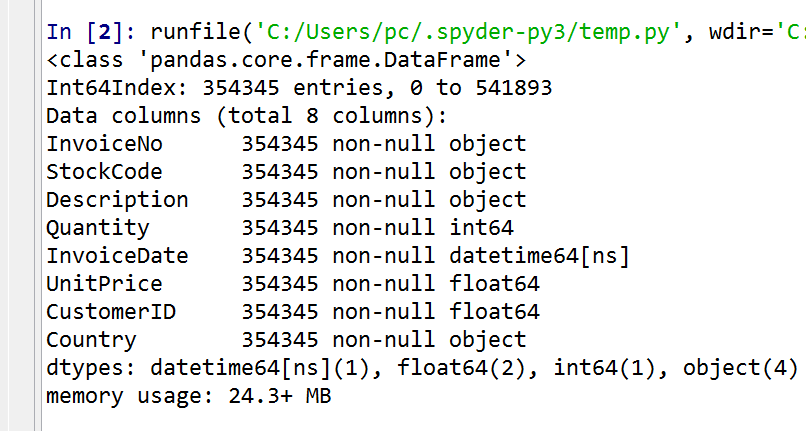 In [2]: runfile('C:/Users/pc/.spyder-py3/temp.py', wdir='C:
<class 'pandas.core.frame.DataFrame'>
Int64Index: 354345 entries, 0 to 541893
Data columns (total 8 columns):
InvoiceNo      354345 non-null object
StockCode      354345 non-null object
Description    354345 non-null object
Quantity       354345 non-null int64
InvoiceDate    354345 non-null datetime64[ns]
UnitPrice      354345 non-null float64
CustomerID     354345 non-null float64
Country        354345 non-null object
dtypes: datetime64[ns](1), float64(2), int64(1), object(4)
memory usage: 24.3+ MB